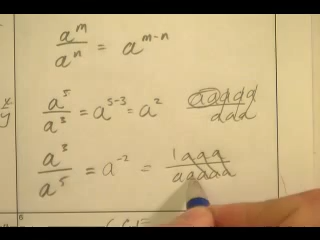 a^m/a^n = a^(m-n)
x/y
a^5/a^3 = a^(5-3) = a^2 aaaaa/aaa
a^3/a^5 = a^-2 = 1aaa/aaaaa